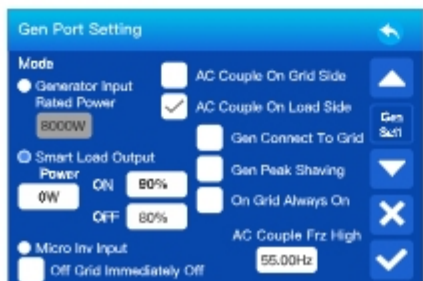 Gen Port Setting
Mode
Generator Input
Rated Power
8000W
AC Couple On Grid Side
AC Couple On Load Side
Gen Connect To Grid
Gen Peak Shaving
On Grid Always On
Smart Load Output
Power
0W
ON 80%
OFF 80%
AC Couple Frz High
55.00Hz
Micro Inv Input
Off Grid Immediately Off
Gen